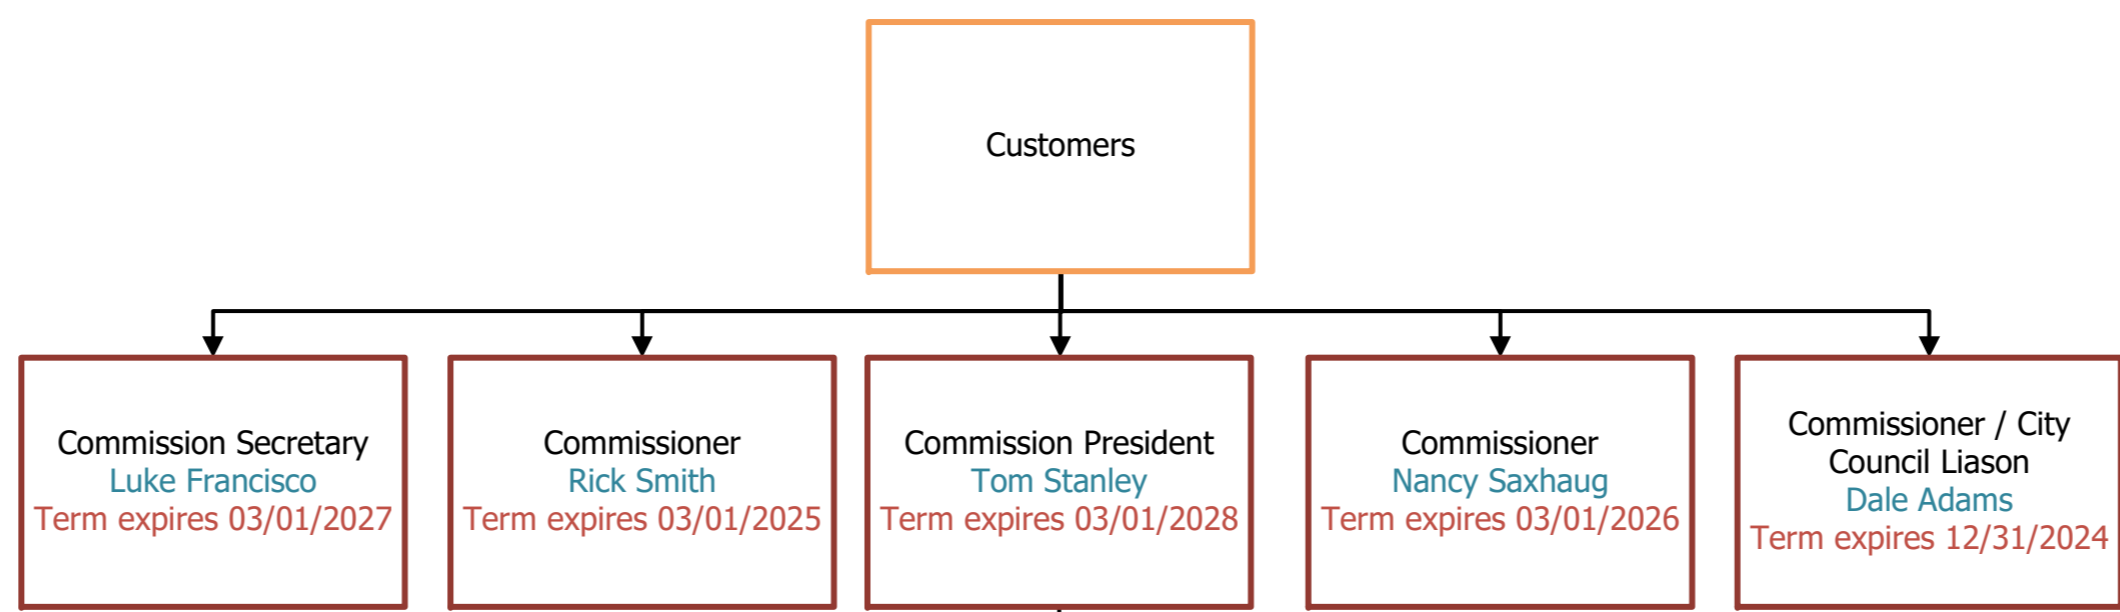 Customers
Commission Secretary
Luke Francisco
Term expires 03/01/2027
Commissioner
Rick Smith
Term expires 03/01/2025
Commission President
Tom Stanley
Term expires 03/01/2028
Commissioner
Nancy Saxhaug
Term expires 03/01/2026
Commissioner / City
Council Liason
Dale Adams
Term expires 12/31/2024